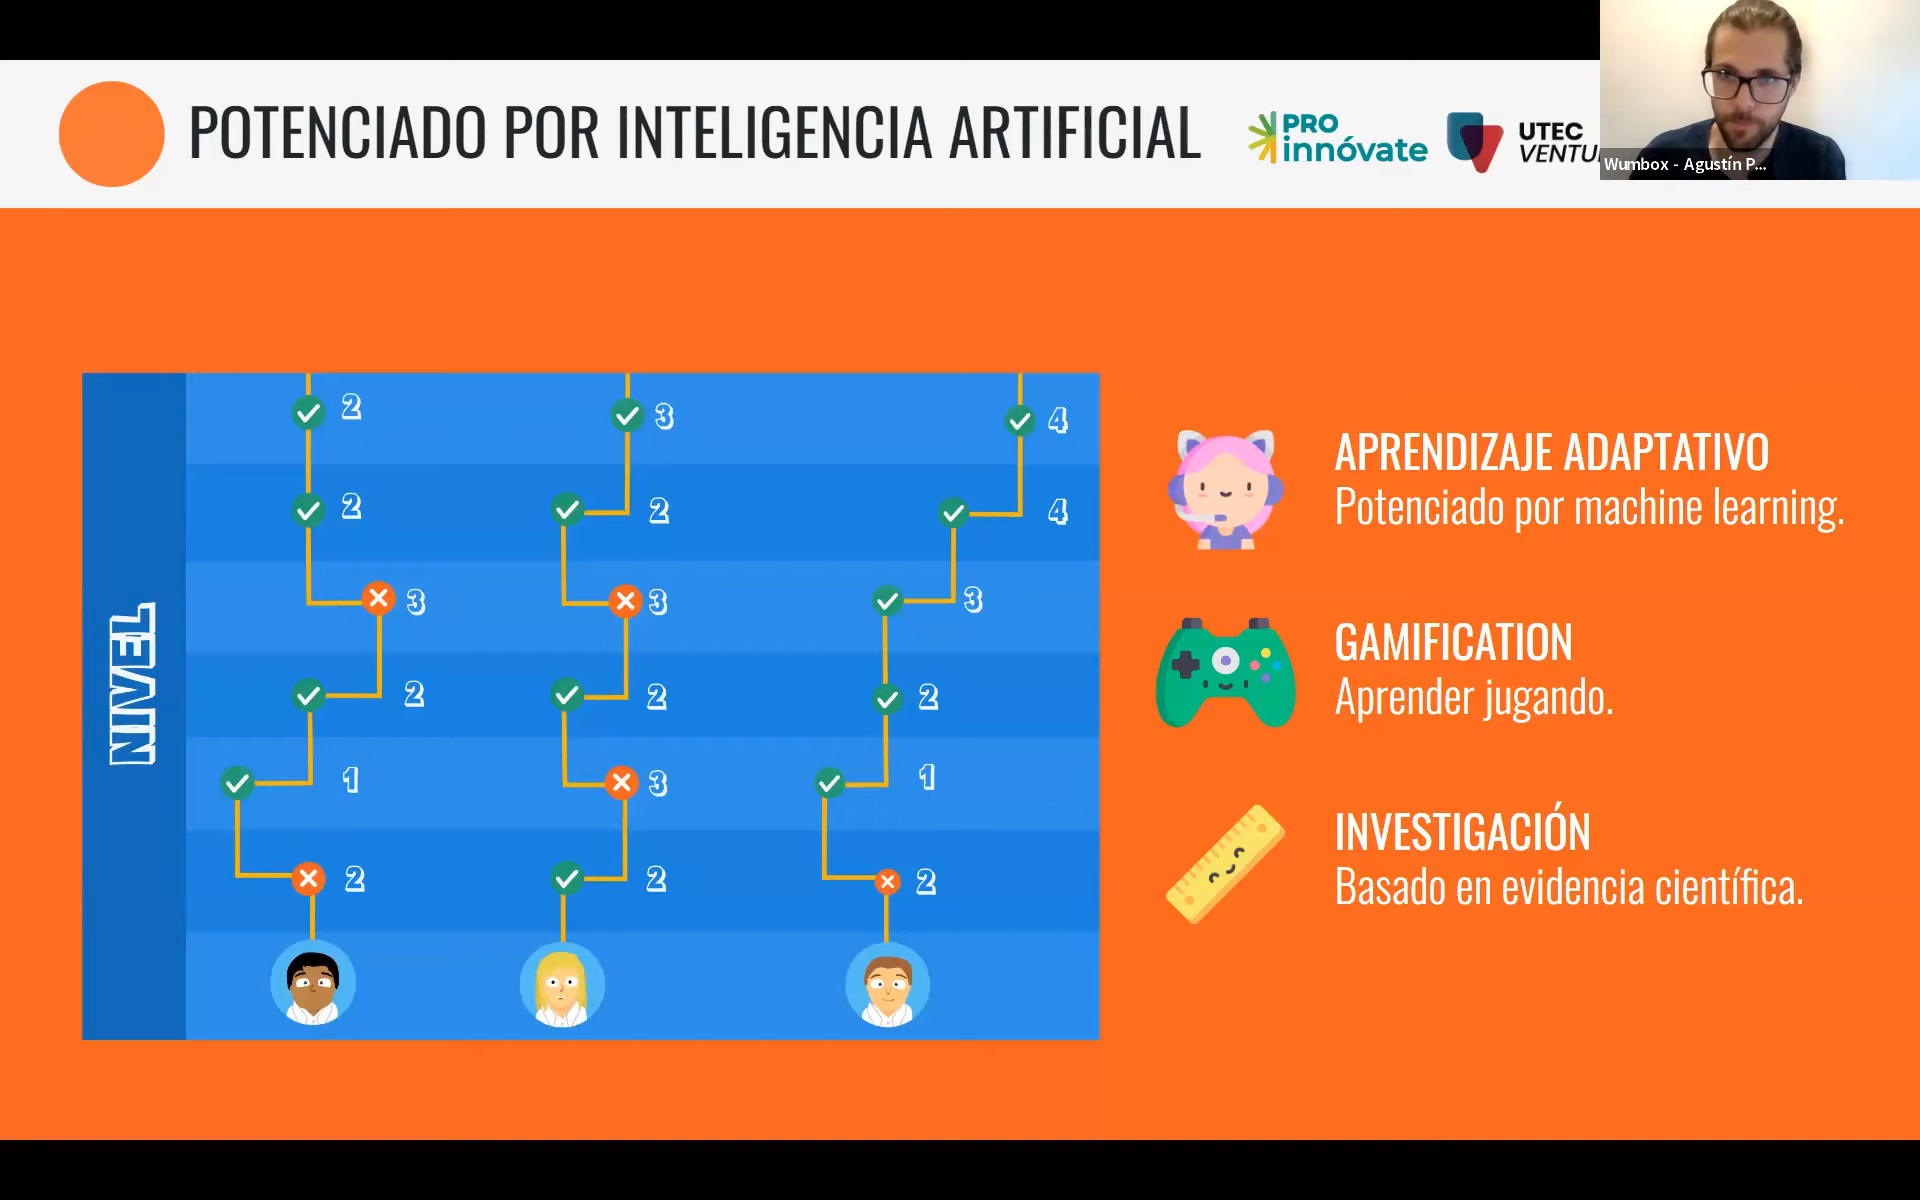 POTENCIADO POR INTELIGENCIA ARTIFICIAL
PRO
innóvate
UTEC
Wumbox - Agustín P...
NIVEL
2 3 4
2 2 4
3 3 3
2 2 2
1 3 1
2 2 2
APRENDIZAJE ADAPTATIVO
Potenciado por machine learning.
GAMIFICATION
Aprender jugando.
INVESTIGACIÓN
Basado en evidencia científica.